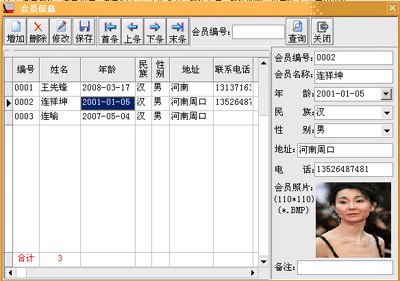 会员信息
增加 删除 修改 保存 首条 上条 下条 末条 会员编号: 查询 关闭
编号 姓名 年龄 民族 性别 地址 联系电话
0001 王先锋 2008-03-17 汉 男 河南 13137163
0002 连祥坤 2001-01-05 汉 男 河南周口 13526487
0003 连喻 2007-05-04 汉 男
合计 3
会员编号: 0002
会员名称: 连祥坤
年 龄: 2001-01-05
民 族: 汉
性 别: 男
地址: 河南周口
电 话: 13526487481
会员照片:
(110*110)
(*.BMP)
备注: